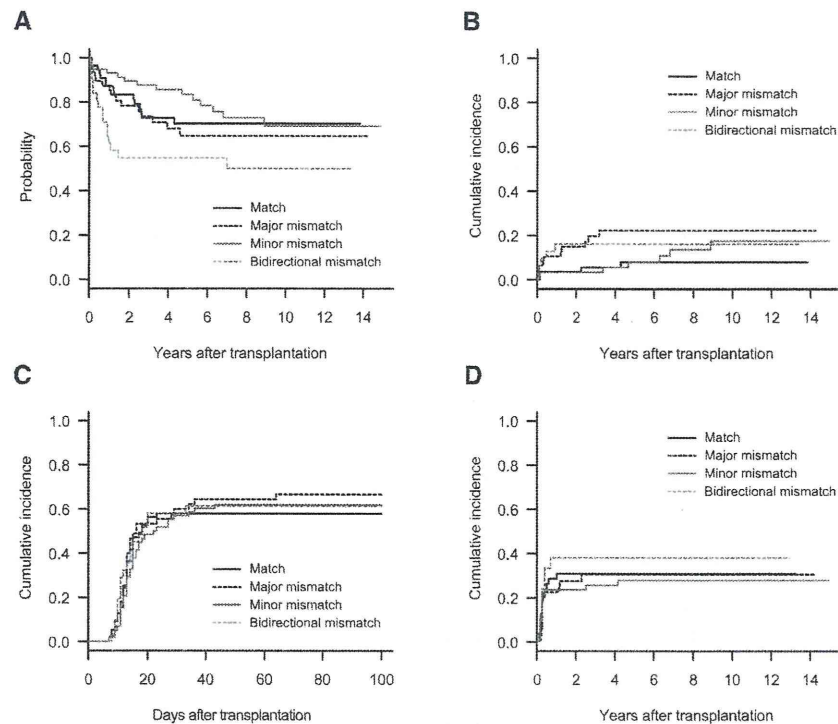 A
1.0
0.8
0.6
0.4
0.2
0.0
Probability
Match
Major mismatch
Minor mismatch
Bidirectional mismatch
0 2 4 6 8 10 12 14
Years after transplantation
B
1.0
0.8
0.6
0.4
0.2
0.0
Cumulative incidence
Match
Major mismatch
Minor mismatch
Bidirectional mismatch
0 2 4 6 8 10 12 14
Years after transplantation
C
1.0
0.8
0.6
0.4
0.2
0.0
Cumulative incidence
Match
Major mismatch
Minor mismatch
Bidirectional mismatch
0 20 40 60 80 100
Days after transplantation
D
1.0
0.8
0.6
0.4
0.2
0.0
Cumulative incidence
Match
Major mismatch
Minor mismatch
Bidirectional mismatch
0 2 4 6 8 10 12 14
Years after transplantation